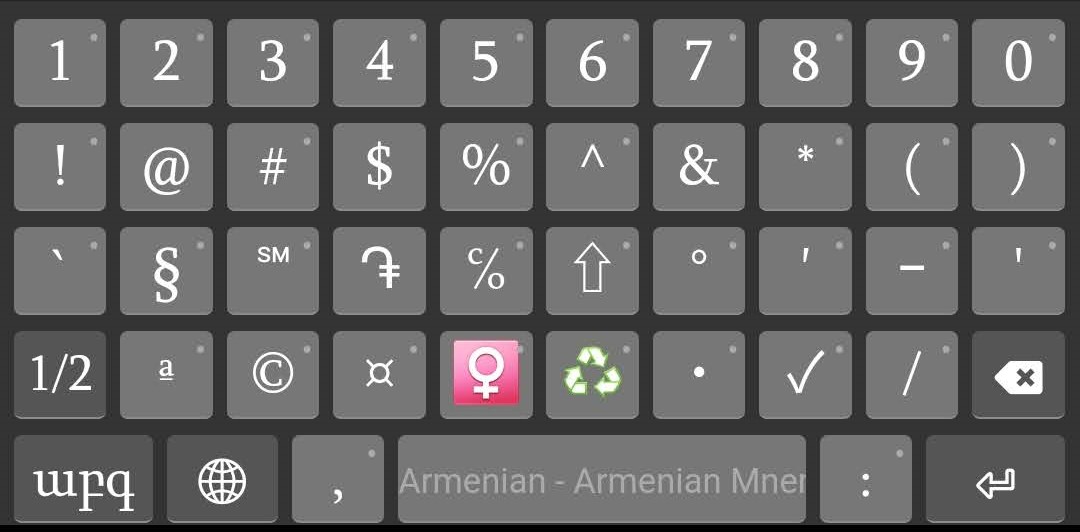 1 2 3 4 5 6 7 8 9 0
! @ # $ % ^ & * ( )
` § ℠ ֏ ℅ ⇧ ° ′ − '
1/2 ª © ¤ ♀ ♻ • ✓ /
աբգ , Armenian - Armenian Mner :